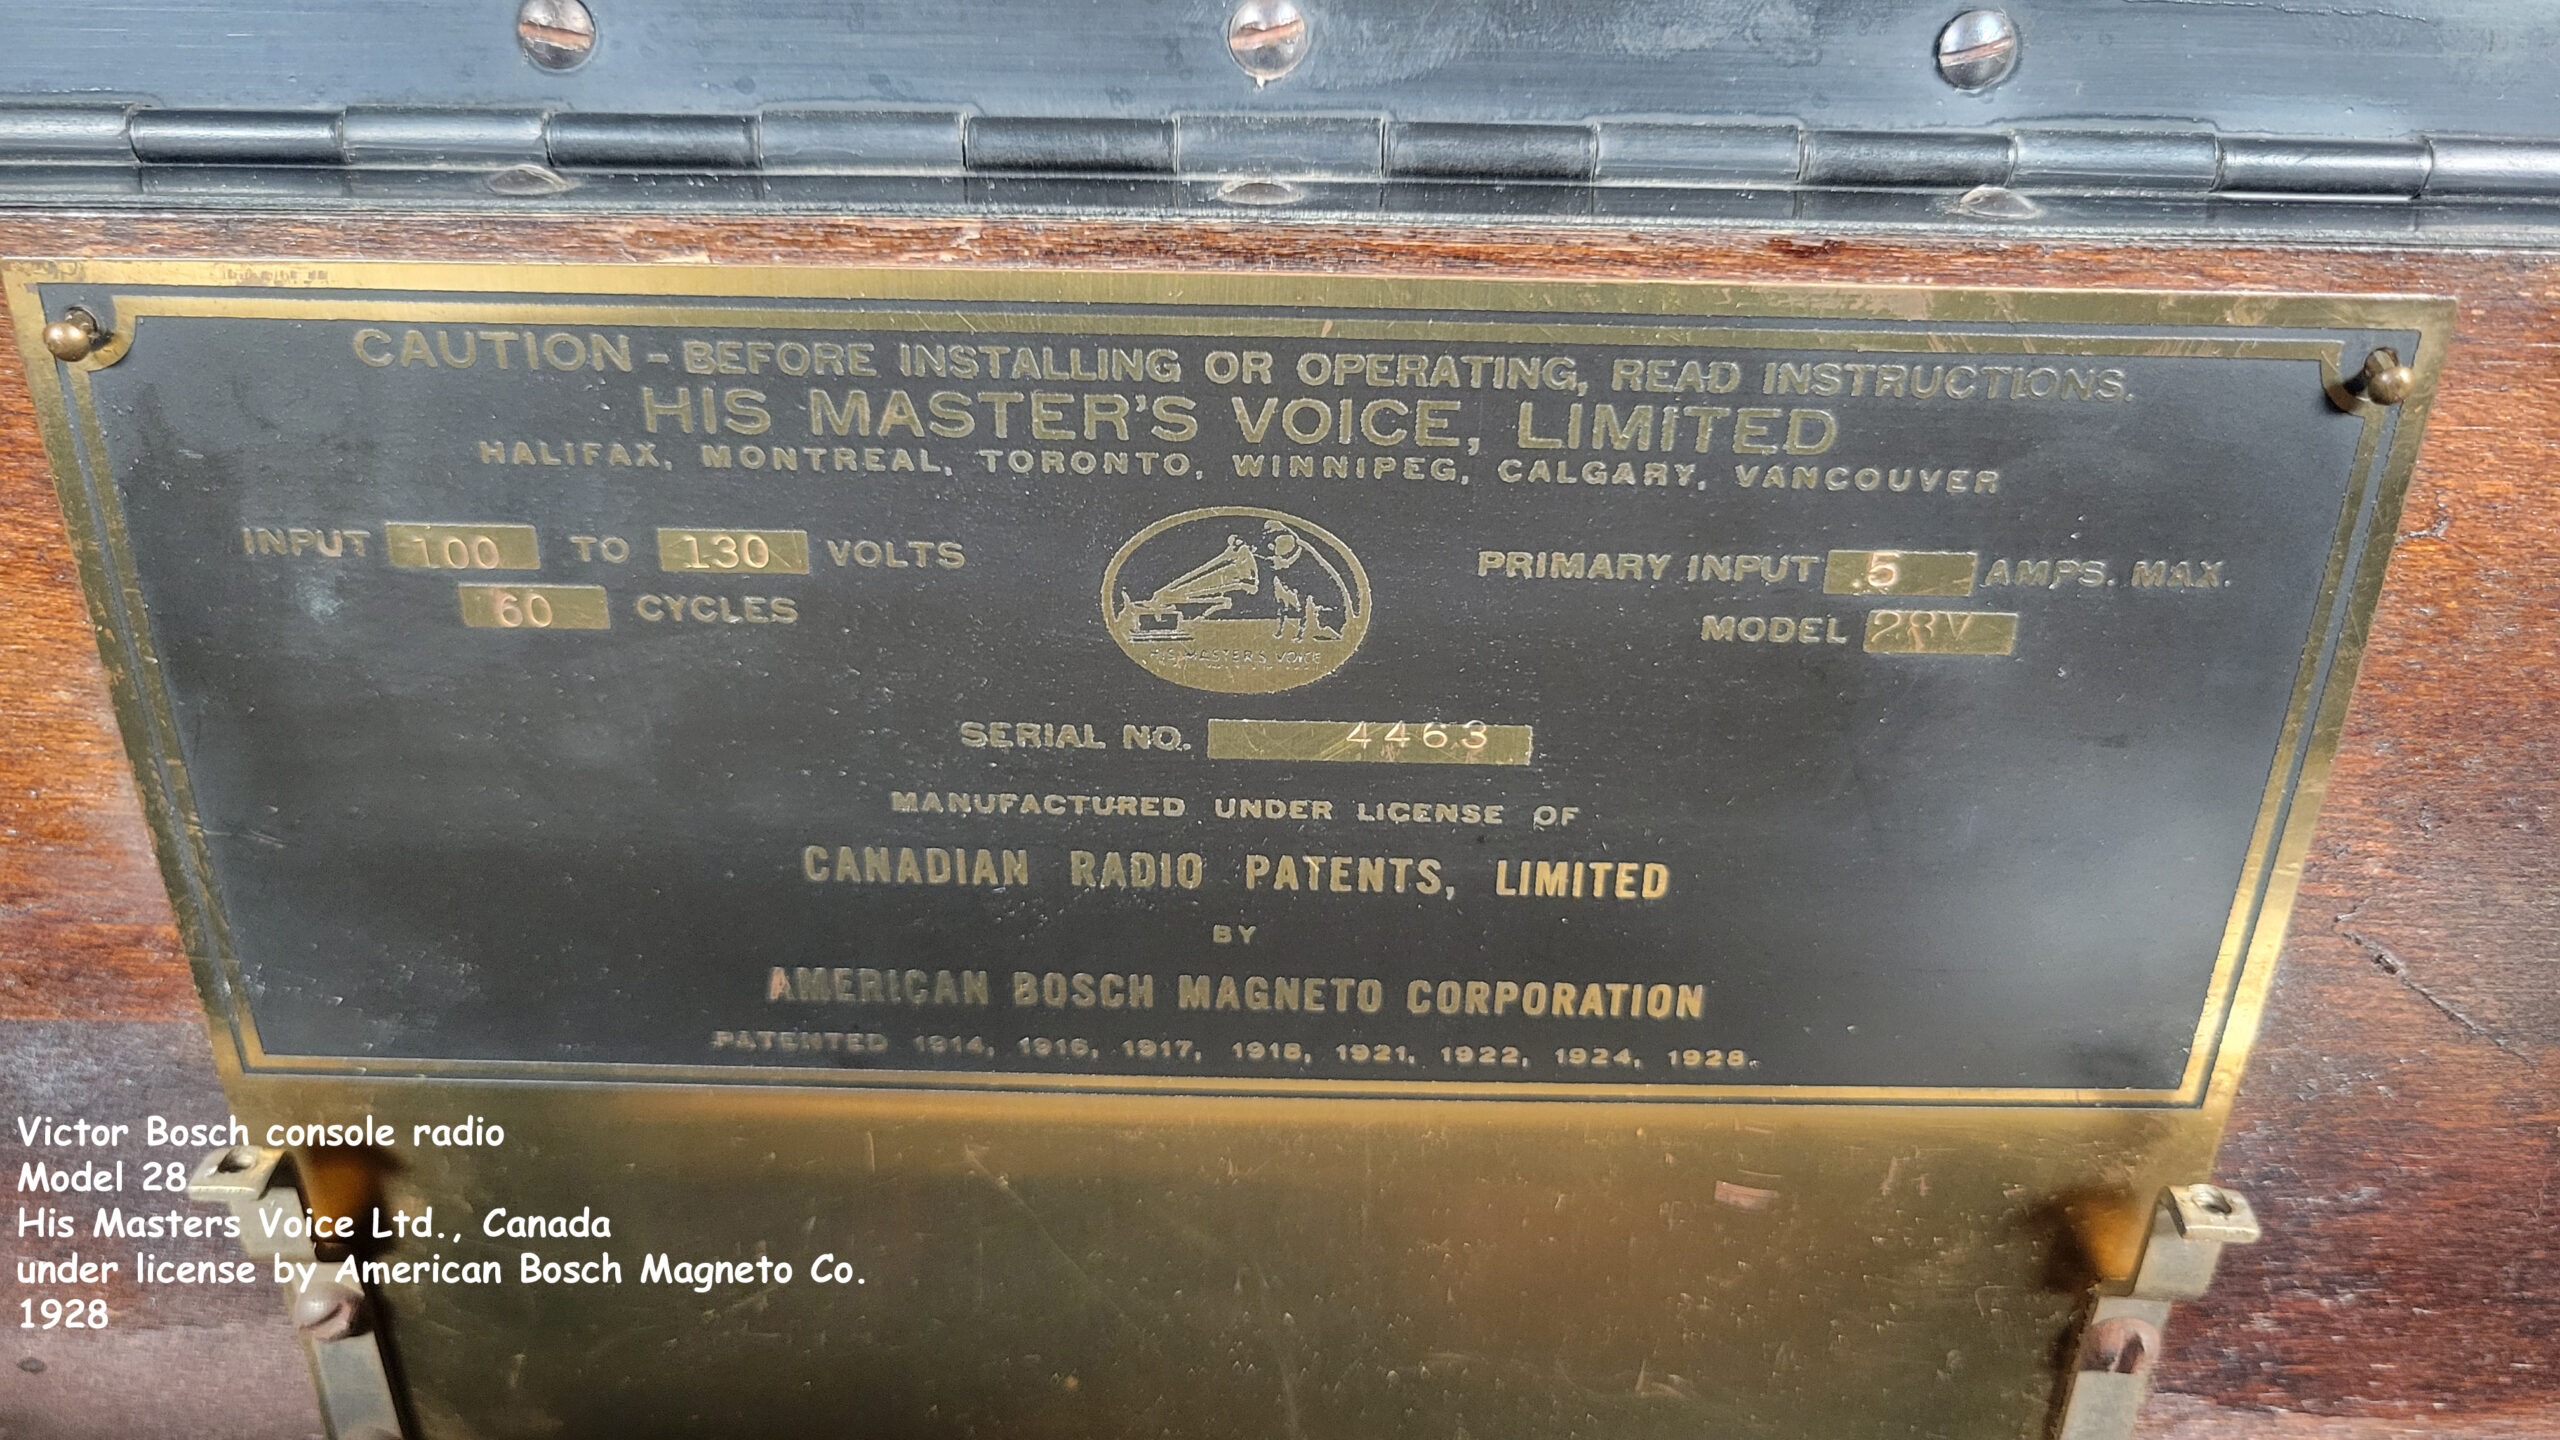 CAUTION - BEFORE INSTALLING OR OPERATING, READ INSTRUCTIONS.
HIS MASTER'S VOICE, LIMITED
HALIFAX, MONTREAL, TORONTO, WINNIPEG, CALGARY, VANCOUVER
INPUT 100 TO 130 VOLTS
60 CYCLES
HIS MASTER'S VOICE
PRIMARY INPUT .5 AMPS. MAX.
MODEL 28V
SERIAL NO. 4463
MANUFACTURED UNDER LICENSE OF
CANADIAN RADIO PATENTS, LIMITED
BY
AMERICAN BOSCH MAGNETO CORPORATION
PATENTED 1914, 1916, 1917, 1918, 1921, 1922, 1924, 1928.
Victor Bosch console radio
Model 28
His Masters Voice Ltd., Canada
under license by American Bosch Magneto Co.
1928